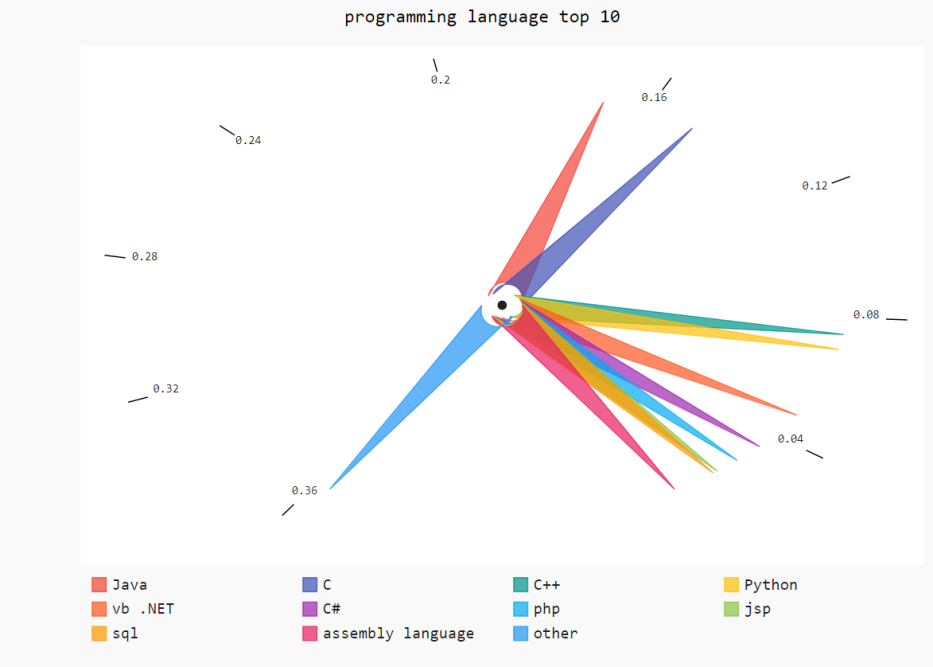 programming language top 10
0.2
0.16
0.24
0.12
0.28
0.08
0.32
0.04
0.36
Java C C++ Python
vb .NET C# php jsp
sql assembly language other